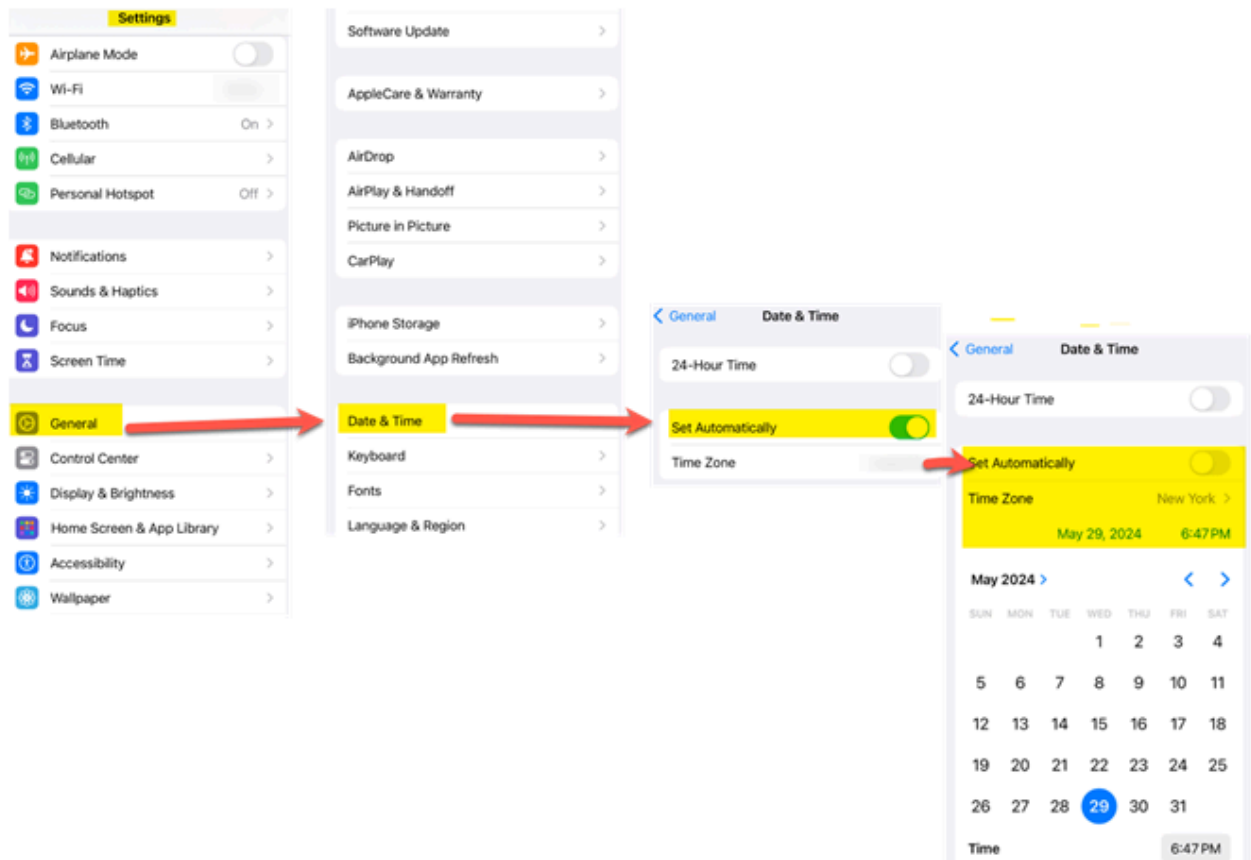 Settings
Airplane Mode
Wi-Fi
Bluetooth On
Cellular
Personal Hotspot Off
Notifications
Sounds & Haptics
Focus
Screen Time
General
Control Center
Display & Brightness
Home Screen & App Library
Accessibility
Wallpaper
Software Update
AppleCare & Warranty
AirDrop
AirPlay & Handoff
Picture in Picture
CarPlay
iPhone Storage
Background App Refresh
Date & Time
Keyboard
Fonts
Language & Region
General Date & Time
24-Hour Time
Set Automatically
Time Zone
General Date & Time
24-Hour Time
Set Automatically
Time Zone New York
May 29, 2024 6:47 PM
May 2024
SUN MON TUE WED THU FRI SAT
1 2 3 4
5 6 7 8 9 10 11
12 13 14 15 16 17 18
19 20 21 22 23 24 25
26 27 28 29 30 31
Time 6:47 PM